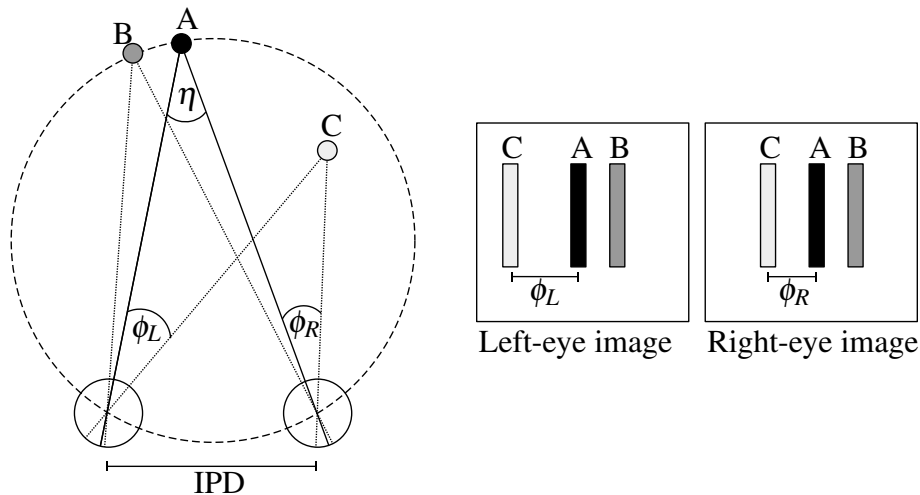 A
B
η
C
ϕL
ϕR
IPD
C A B
ϕL
Left-eye image
C A B
ϕR
Right-eye image